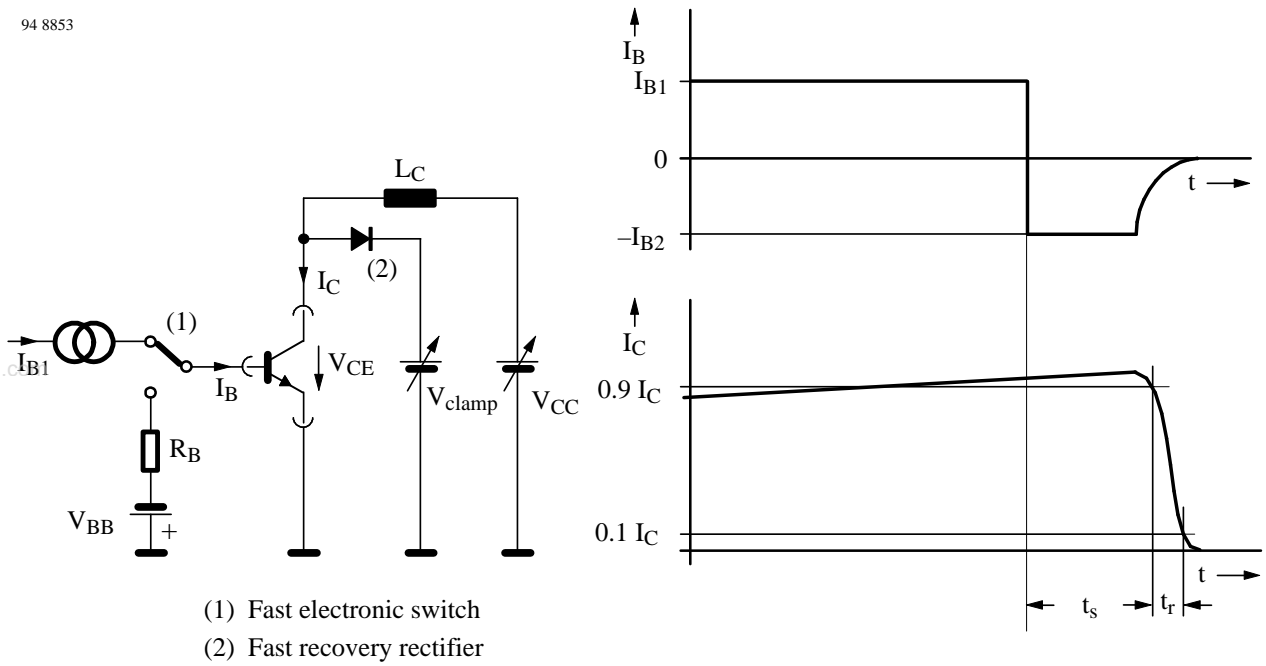 94 8853
L_C
(2)
I_C
(1)
I_B1
I_B
V_CE
V_clamp
V_CC
R_B
V_BB
+
(1) Fast electronic switch
(2) Fast recovery rectifier
I_B
I_B1
0
t
–I_B2
I_C
0.9 I_C
0.1 I_C
t
t_s
t_r